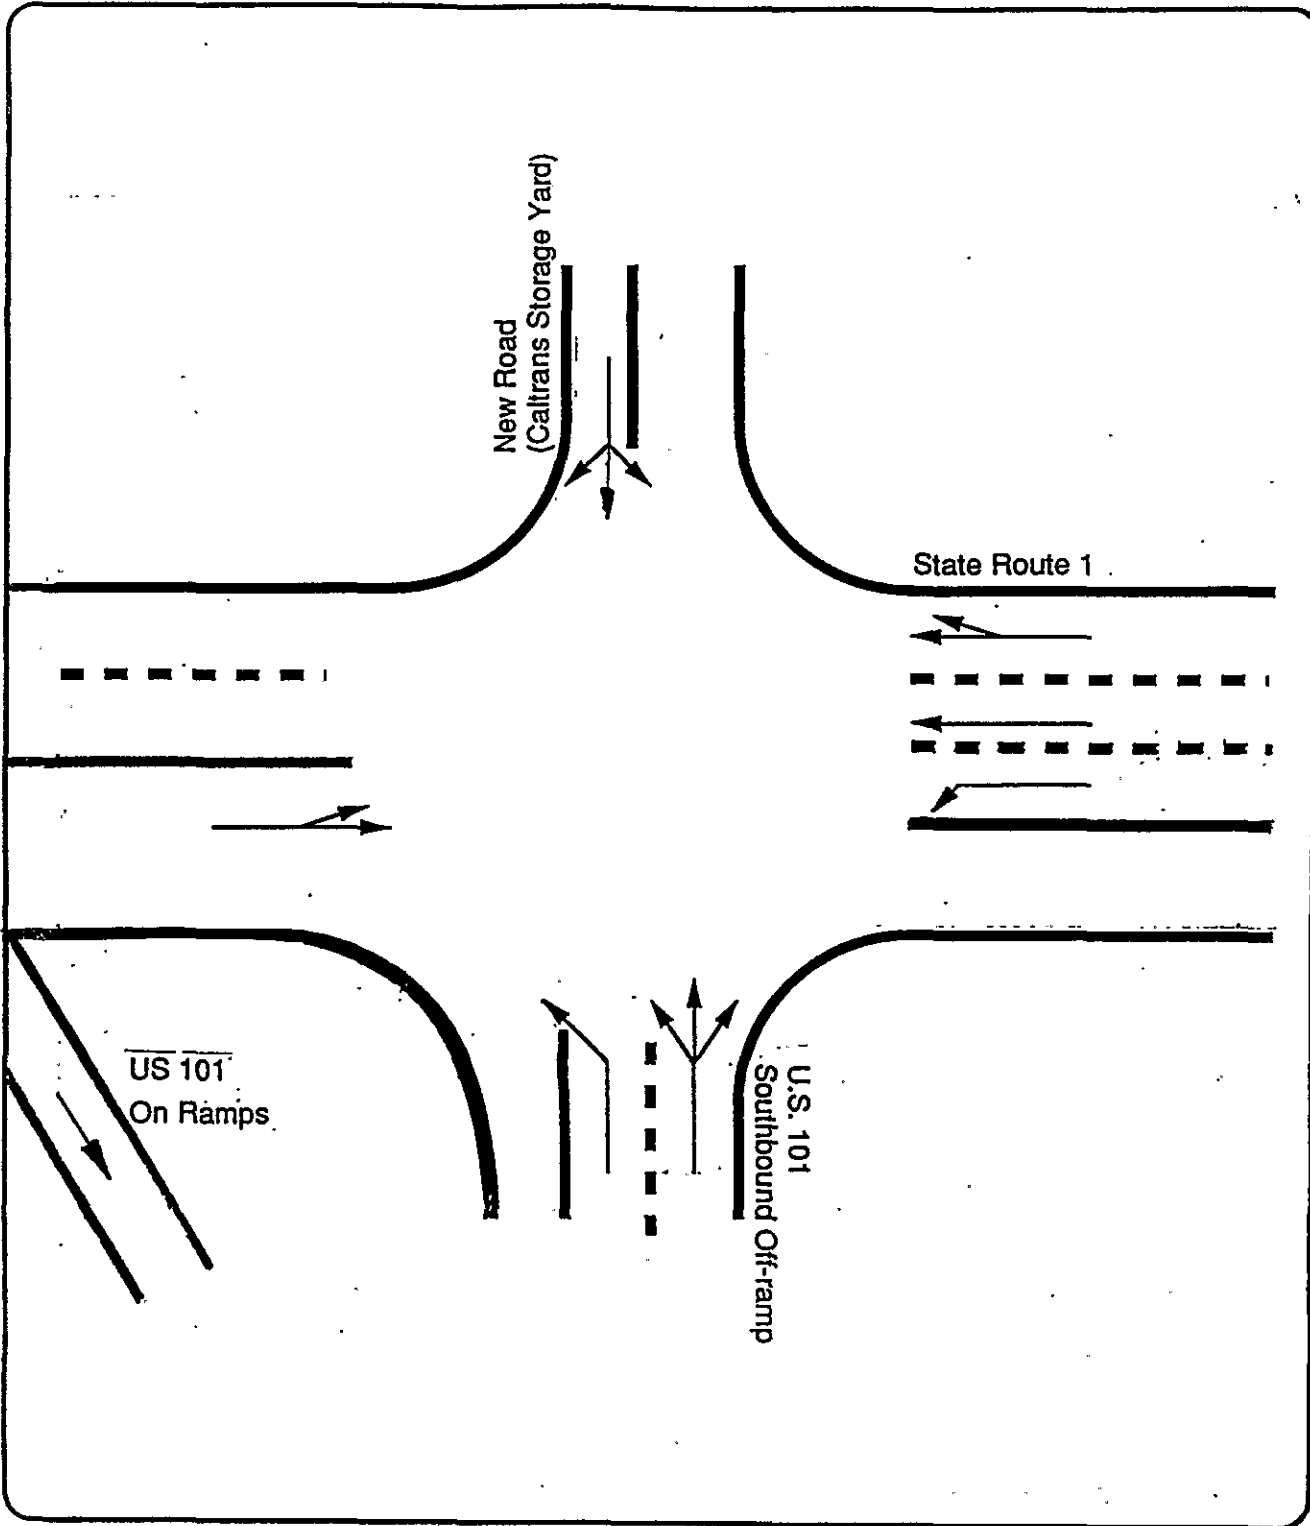 New Road
(Caltrans Storage Yard)
State Route 1
US 101
On Ramps
U.S. 101
Southbound Off-ramp